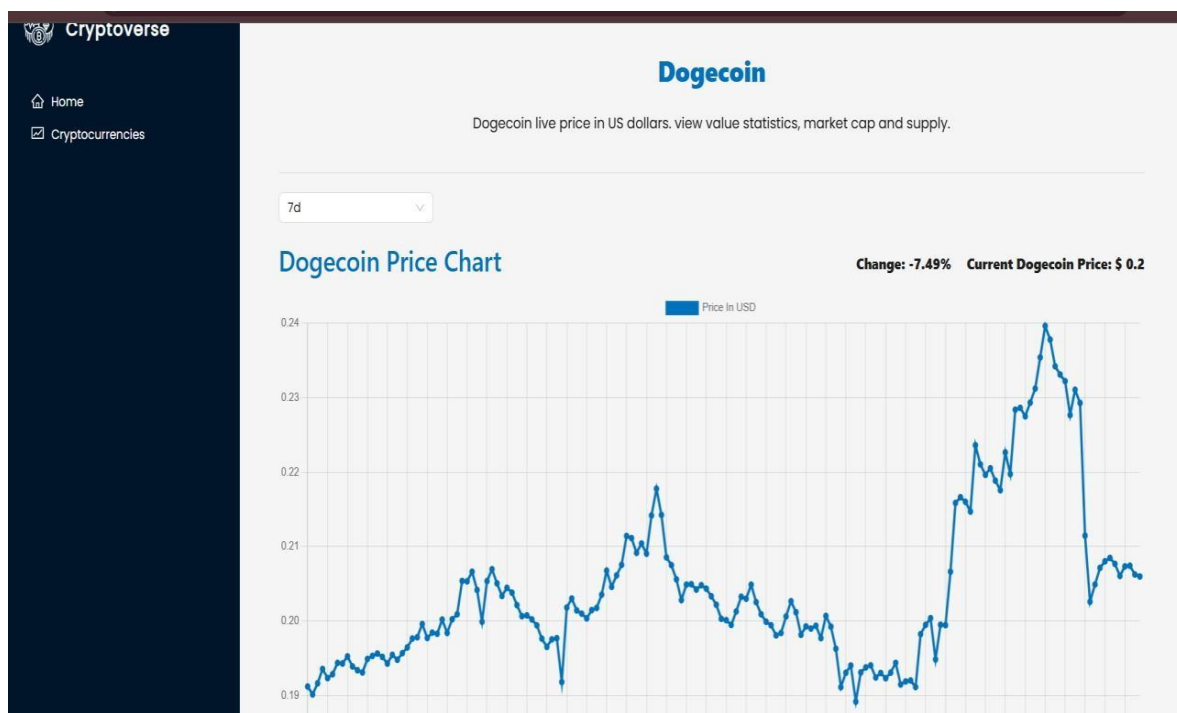 Cryptoverse
Home
Cryptocurrencies
Dogecoin
Dogecoin live price in US dollars. view value statistics, market cap and supply.
7d
Dogecoin Price Chart
Change: -7.49% Current Dogecoin Price: $ 0.2
Price In USD
0.24
0.23
0.22
0.21
0.20
0.19